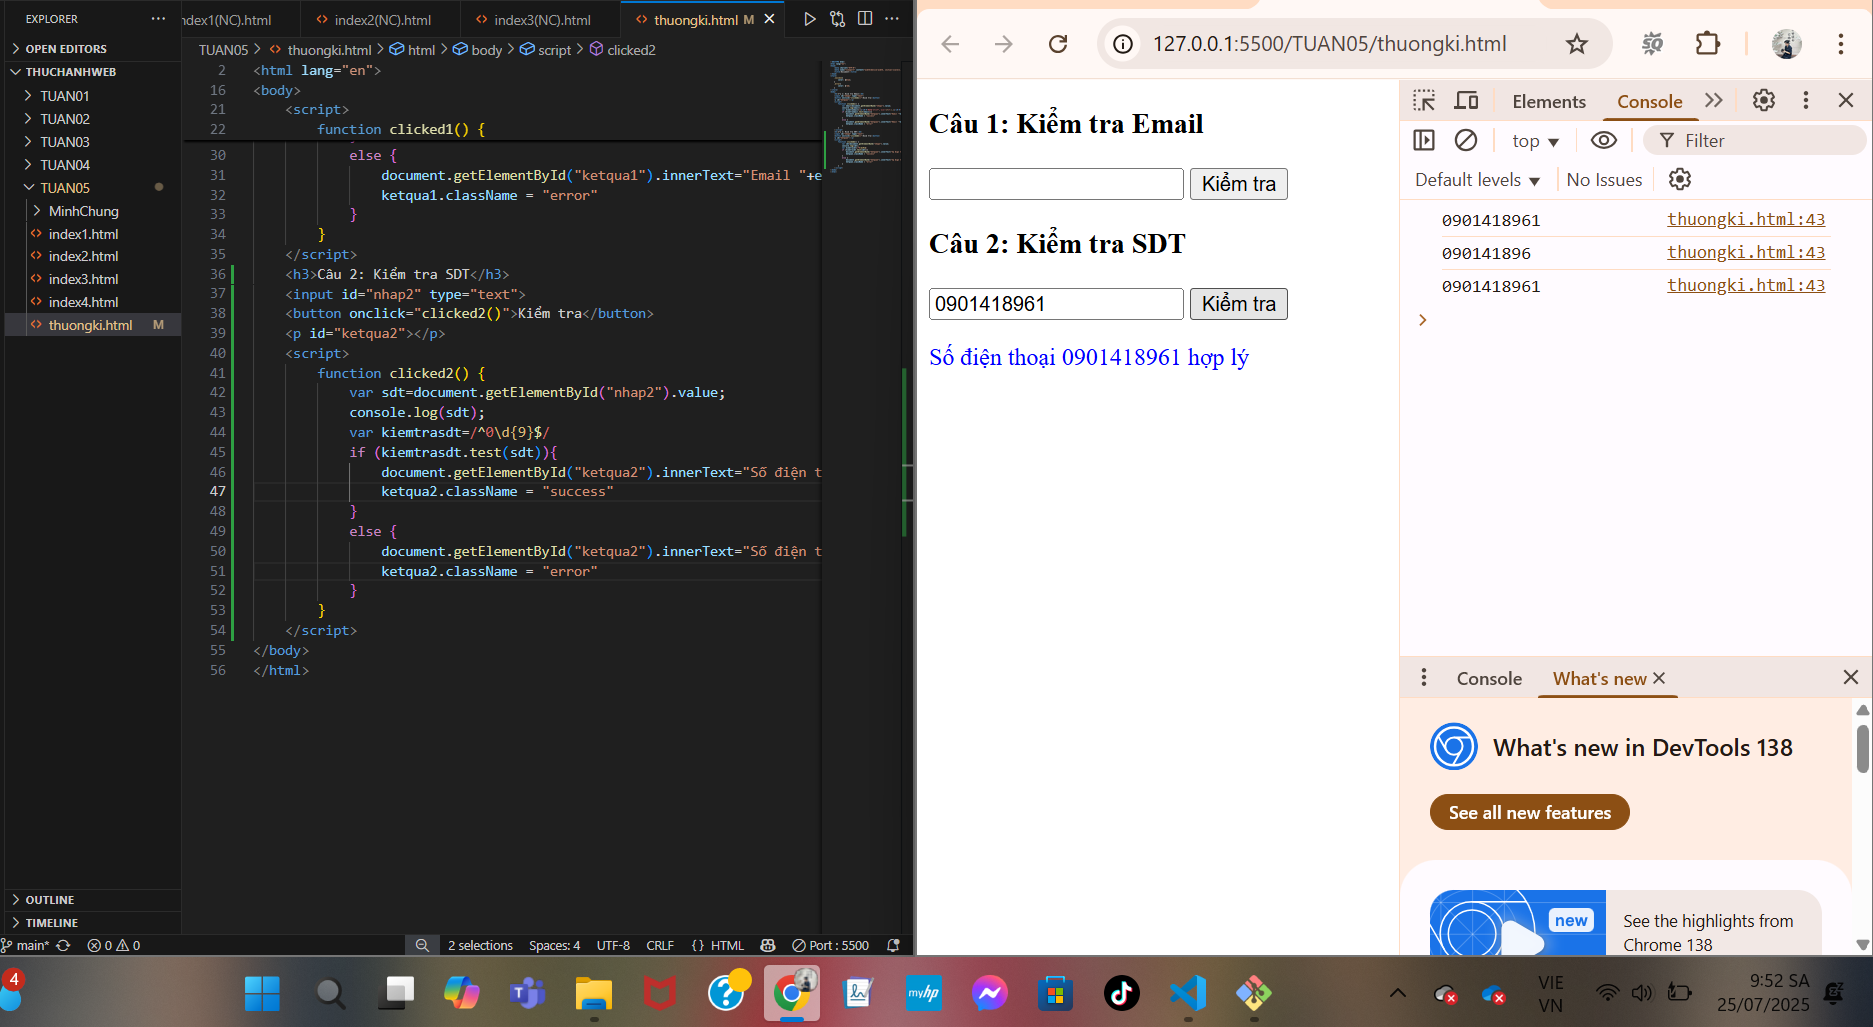 EXPLORER
OPEN EDITORS
THUCHANHWEB
TUAN01
TUAN02
TUAN03
TUAN04
TUAN05
MinhChung
index1.html
index2.html
index3.html
index4.html
thuongki.html M
OUTLINE
TIMELINE
ndex1(NC).html index2(NC).html index3(NC).html thuongki.html M
TUAN05 > thuongki.html > html > body > script > clicked2
2 <html lang="en">
16 <body>
21 <script>
22 function clicked1() {
30 else {
31 document.getElementById("ketqua1").innerText="Email "+e
32 ketqua1.className = "error"
33 }
34 }
35 </script>
36 <h3>Câu 2: Kiểm tra SDT</h3>
37 <input id="nhap2" type="text">
38 <button onclick="clicked2()">Kiểm tra</button>
39 <p id="ketqua2"></p>
40 <script>
41 function clicked2() {
42 var sdt=document.getElementById("nhap2").value;
43 console.log(sdt);
44 var kiemtrasdt=/^0\d{9}$/
45 if (kiemtrasdt.test(sdt)){
46 document.getElementById("ketqua2").innerText="Số điện t
47 ketqua2.className = "success"
48 }
49 else {
50 document.getElementById("ketqua2").innerText="Số điện t
51 ketqua2.className = "error"
52 }
53 }
54 </script>
55 </body>
56 </html>
main* 0 0 2 selections Spaces: 4 UTF-8 CRLF {} HTML Port : 5500
127.0.0.1:5500/TUAN05/thuongki.html
Câu 1: Kiểm tra Email
Kiểm tra
Câu 2: Kiểm tra SDT
0901418961 Kiểm tra
Số điện thoại 0901418961 hợp lý
Elements Console
top Filter
Default levels No Issues
0901418961 thuongki.html:43
090141896 thuongki.html:43
0901418961 thuongki.html:43
Console What's new
What's new in DevTools 138
See all new features
new
See the highlights from
Chrome 138
4
myhp
VIE
VN
9:52 SA
25/07/2025